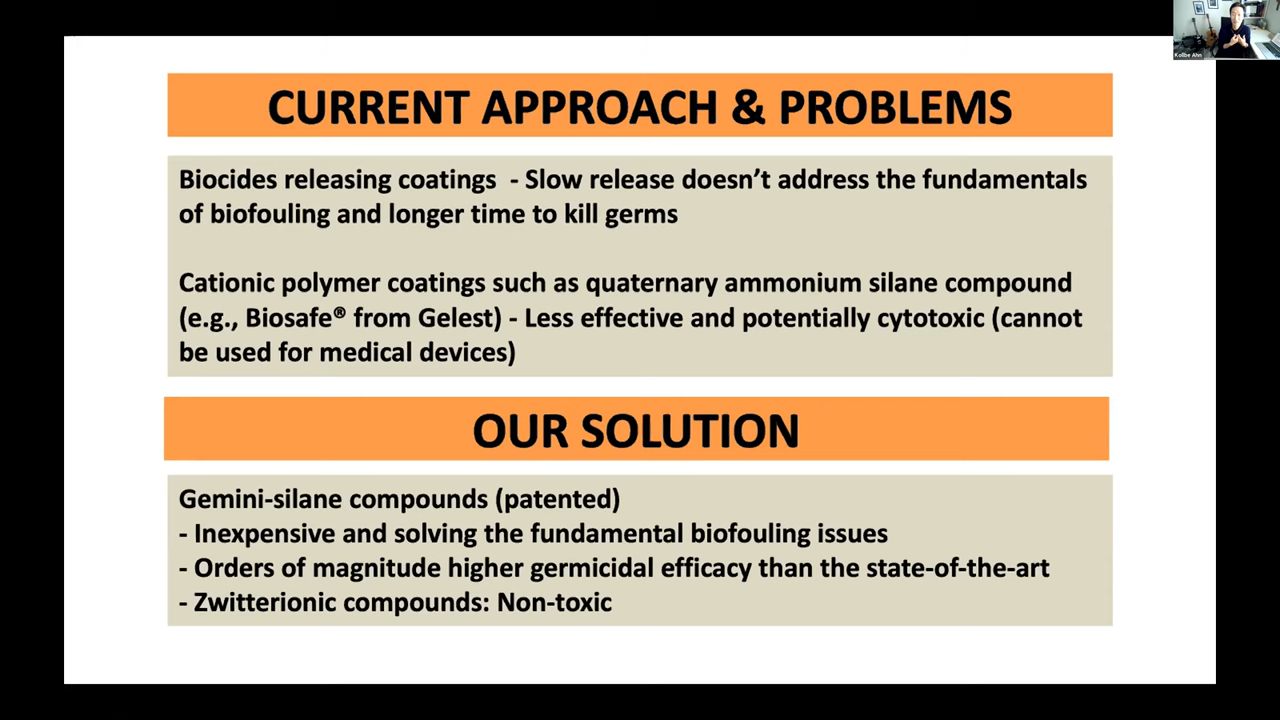 CURRENT APPROACH & PROBLEMS
Biocides releasing coatings - Slow release doesn’t address the fundamentals
of biofouling and longer time to kill germs
Cationic polymer coatings such as quaternary ammonium silane compound
(e.g., Biosafe® from Gelest) - Less effective and potentially cytotoxic (cannot
be used for medical devices)
OUR SOLUTION
Gemini-silane compounds (patented)
- Inexpensive and solving the fundamental biofouling issues
- Orders of magnitude higher germicidal efficacy than the state-of-the-art
- Zwitterionic compounds: Non-toxic
Kollbe Ahn